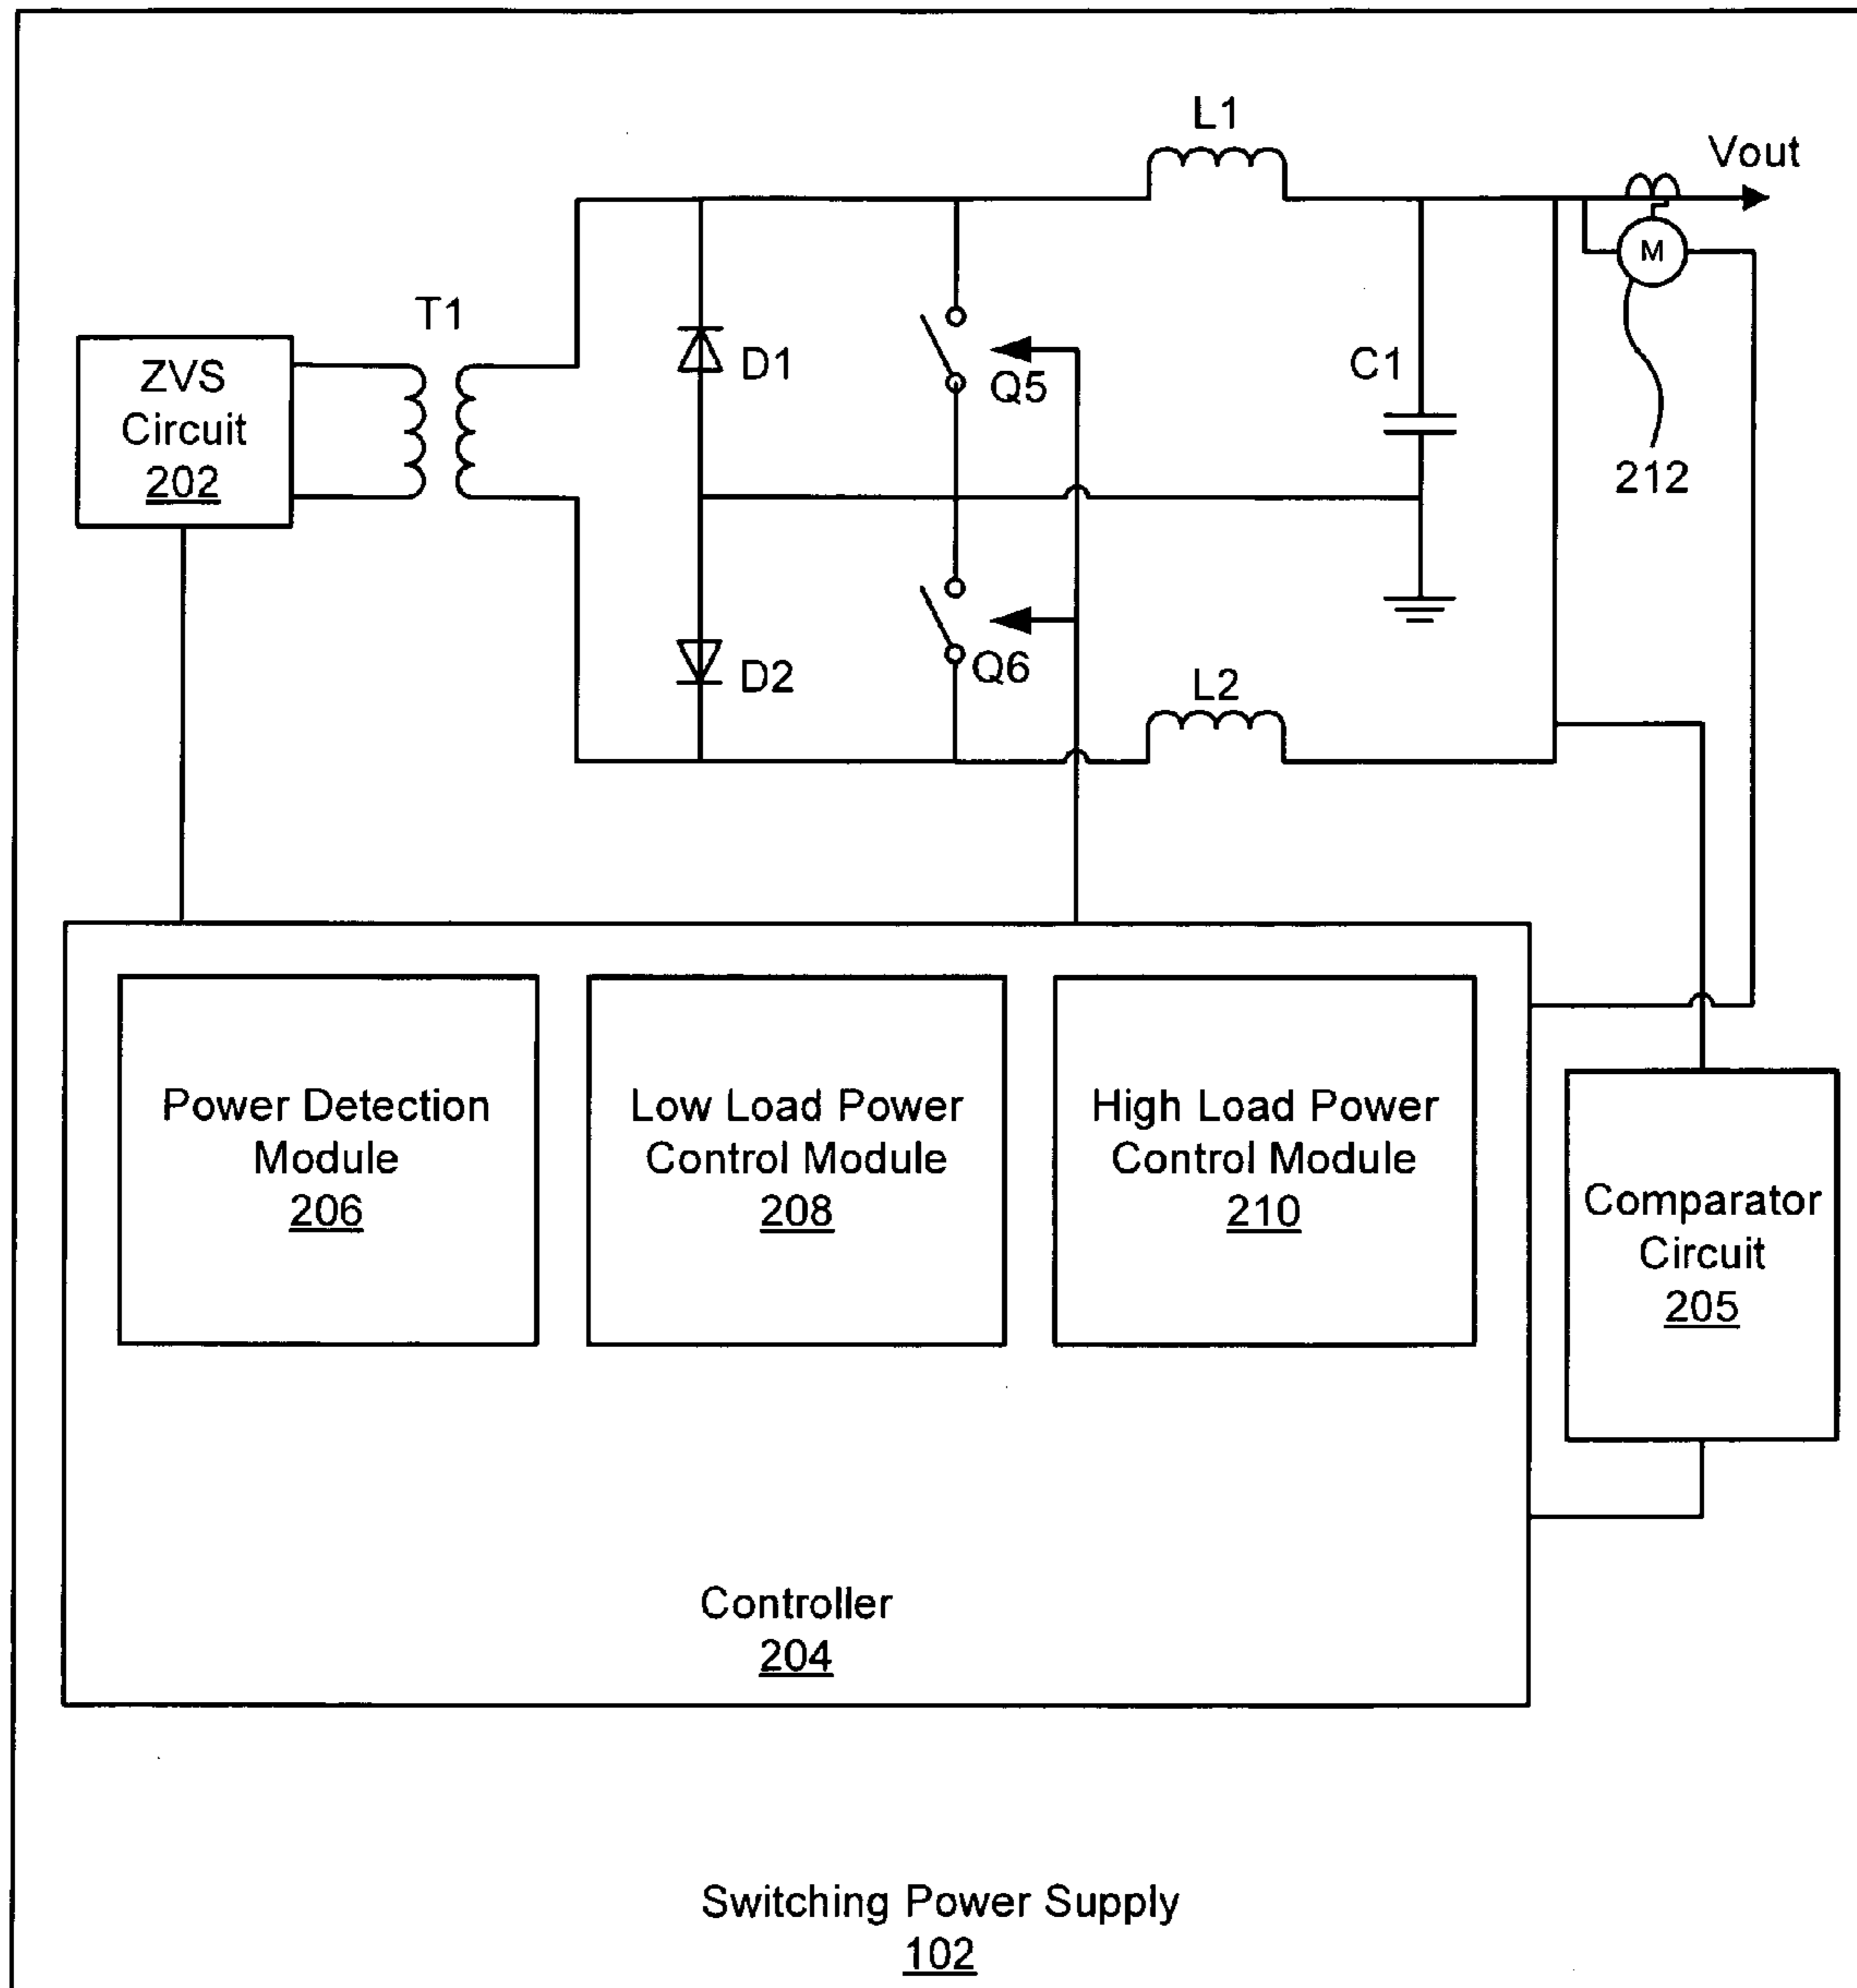 L1
Vout
M
T1
ZVS
Circuit
202
D1
Q5
C1
212
D2
Q6
L2
Power Detection
Module
206
Low Load Power
Control Module
208
High Load Power
Control Module
210
Comparator
Circuit
205
Controller
204
Switching Power Supply
102